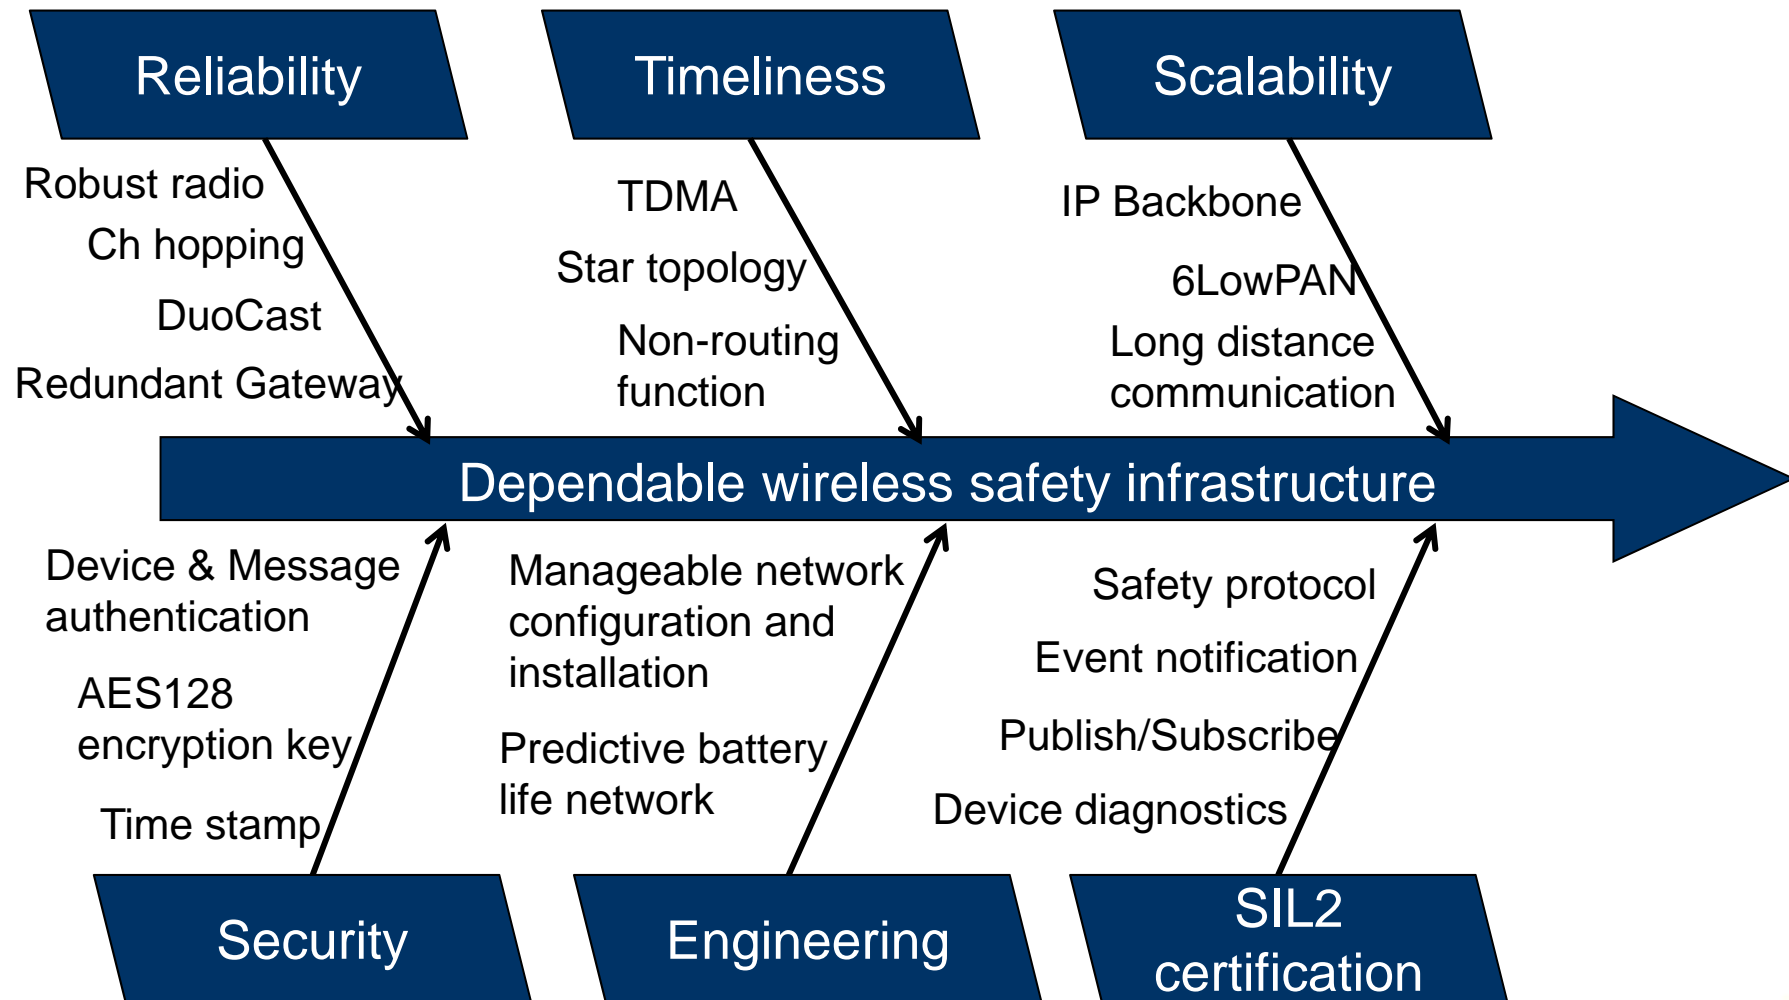 Reliability
Timeliness
Scalability
Robust radio
Ch hopping
DuoCast
Redundant Gateway
TDMA
Star topology
Non-routing
function
IP Backbone
6LowPAN
Long distance
communication
Dependable wireless safety infrastructure
Device & Message
authentication
AES128
encryption key
Time stamp
Manageable network
configuration and
installation
Predictive battery
life network
Safety protocol
Event notification
Publish/Subscribe
Device diagnostics
Security
Engineering
SIL2
certification